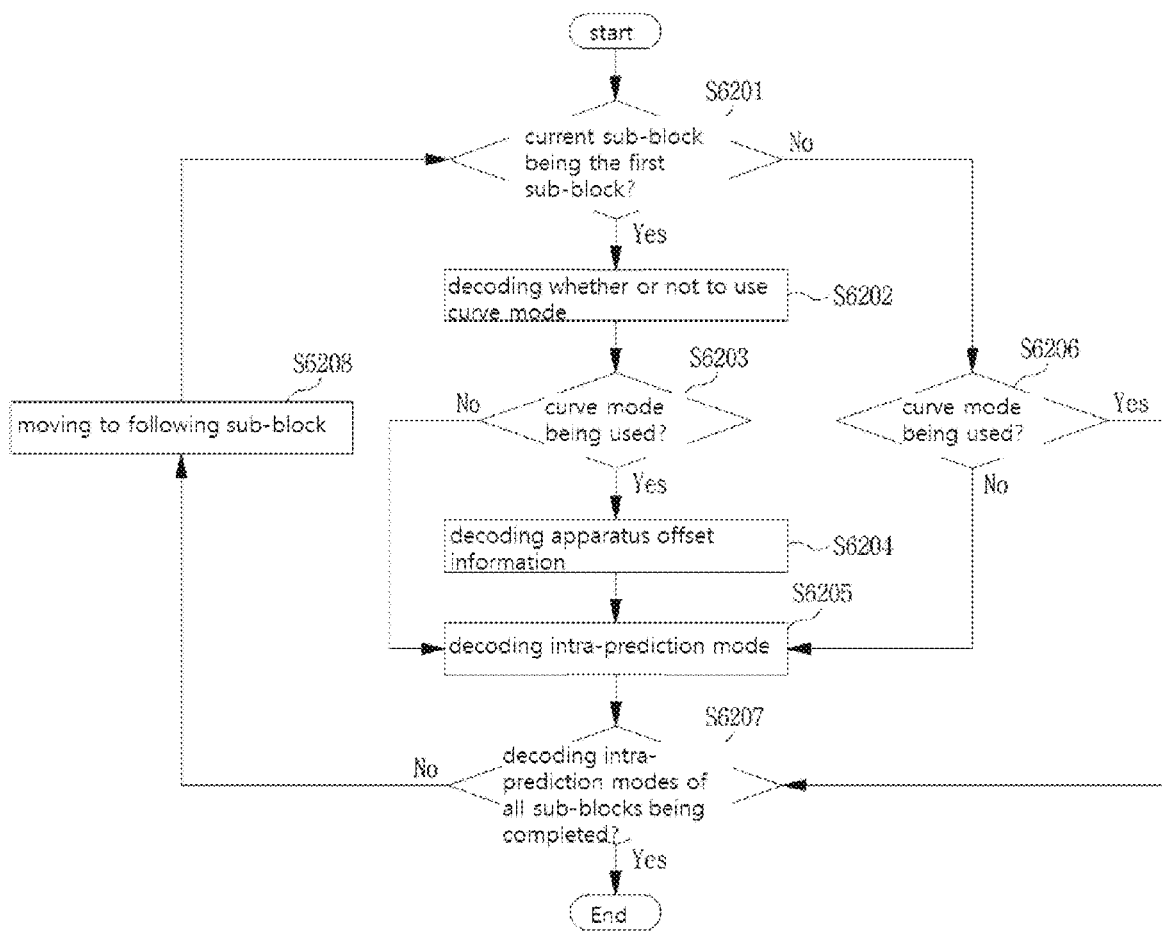 start
S6201
current sub-block
being the first
sub-block?
No
Yes
decoding whether or not to use
curve mode
S6202
S6208
S6203
S6206
moving to following sub-block
No
curve mode
being used?
curve mode
being used?
Yes
Yes
No
decoding apparatus offset
information
S6204
S6205
decoding intra-prediction mode
S6207
decoding intra-
prediction modes of
all sub-blocks being
completed?
No
Yes
End